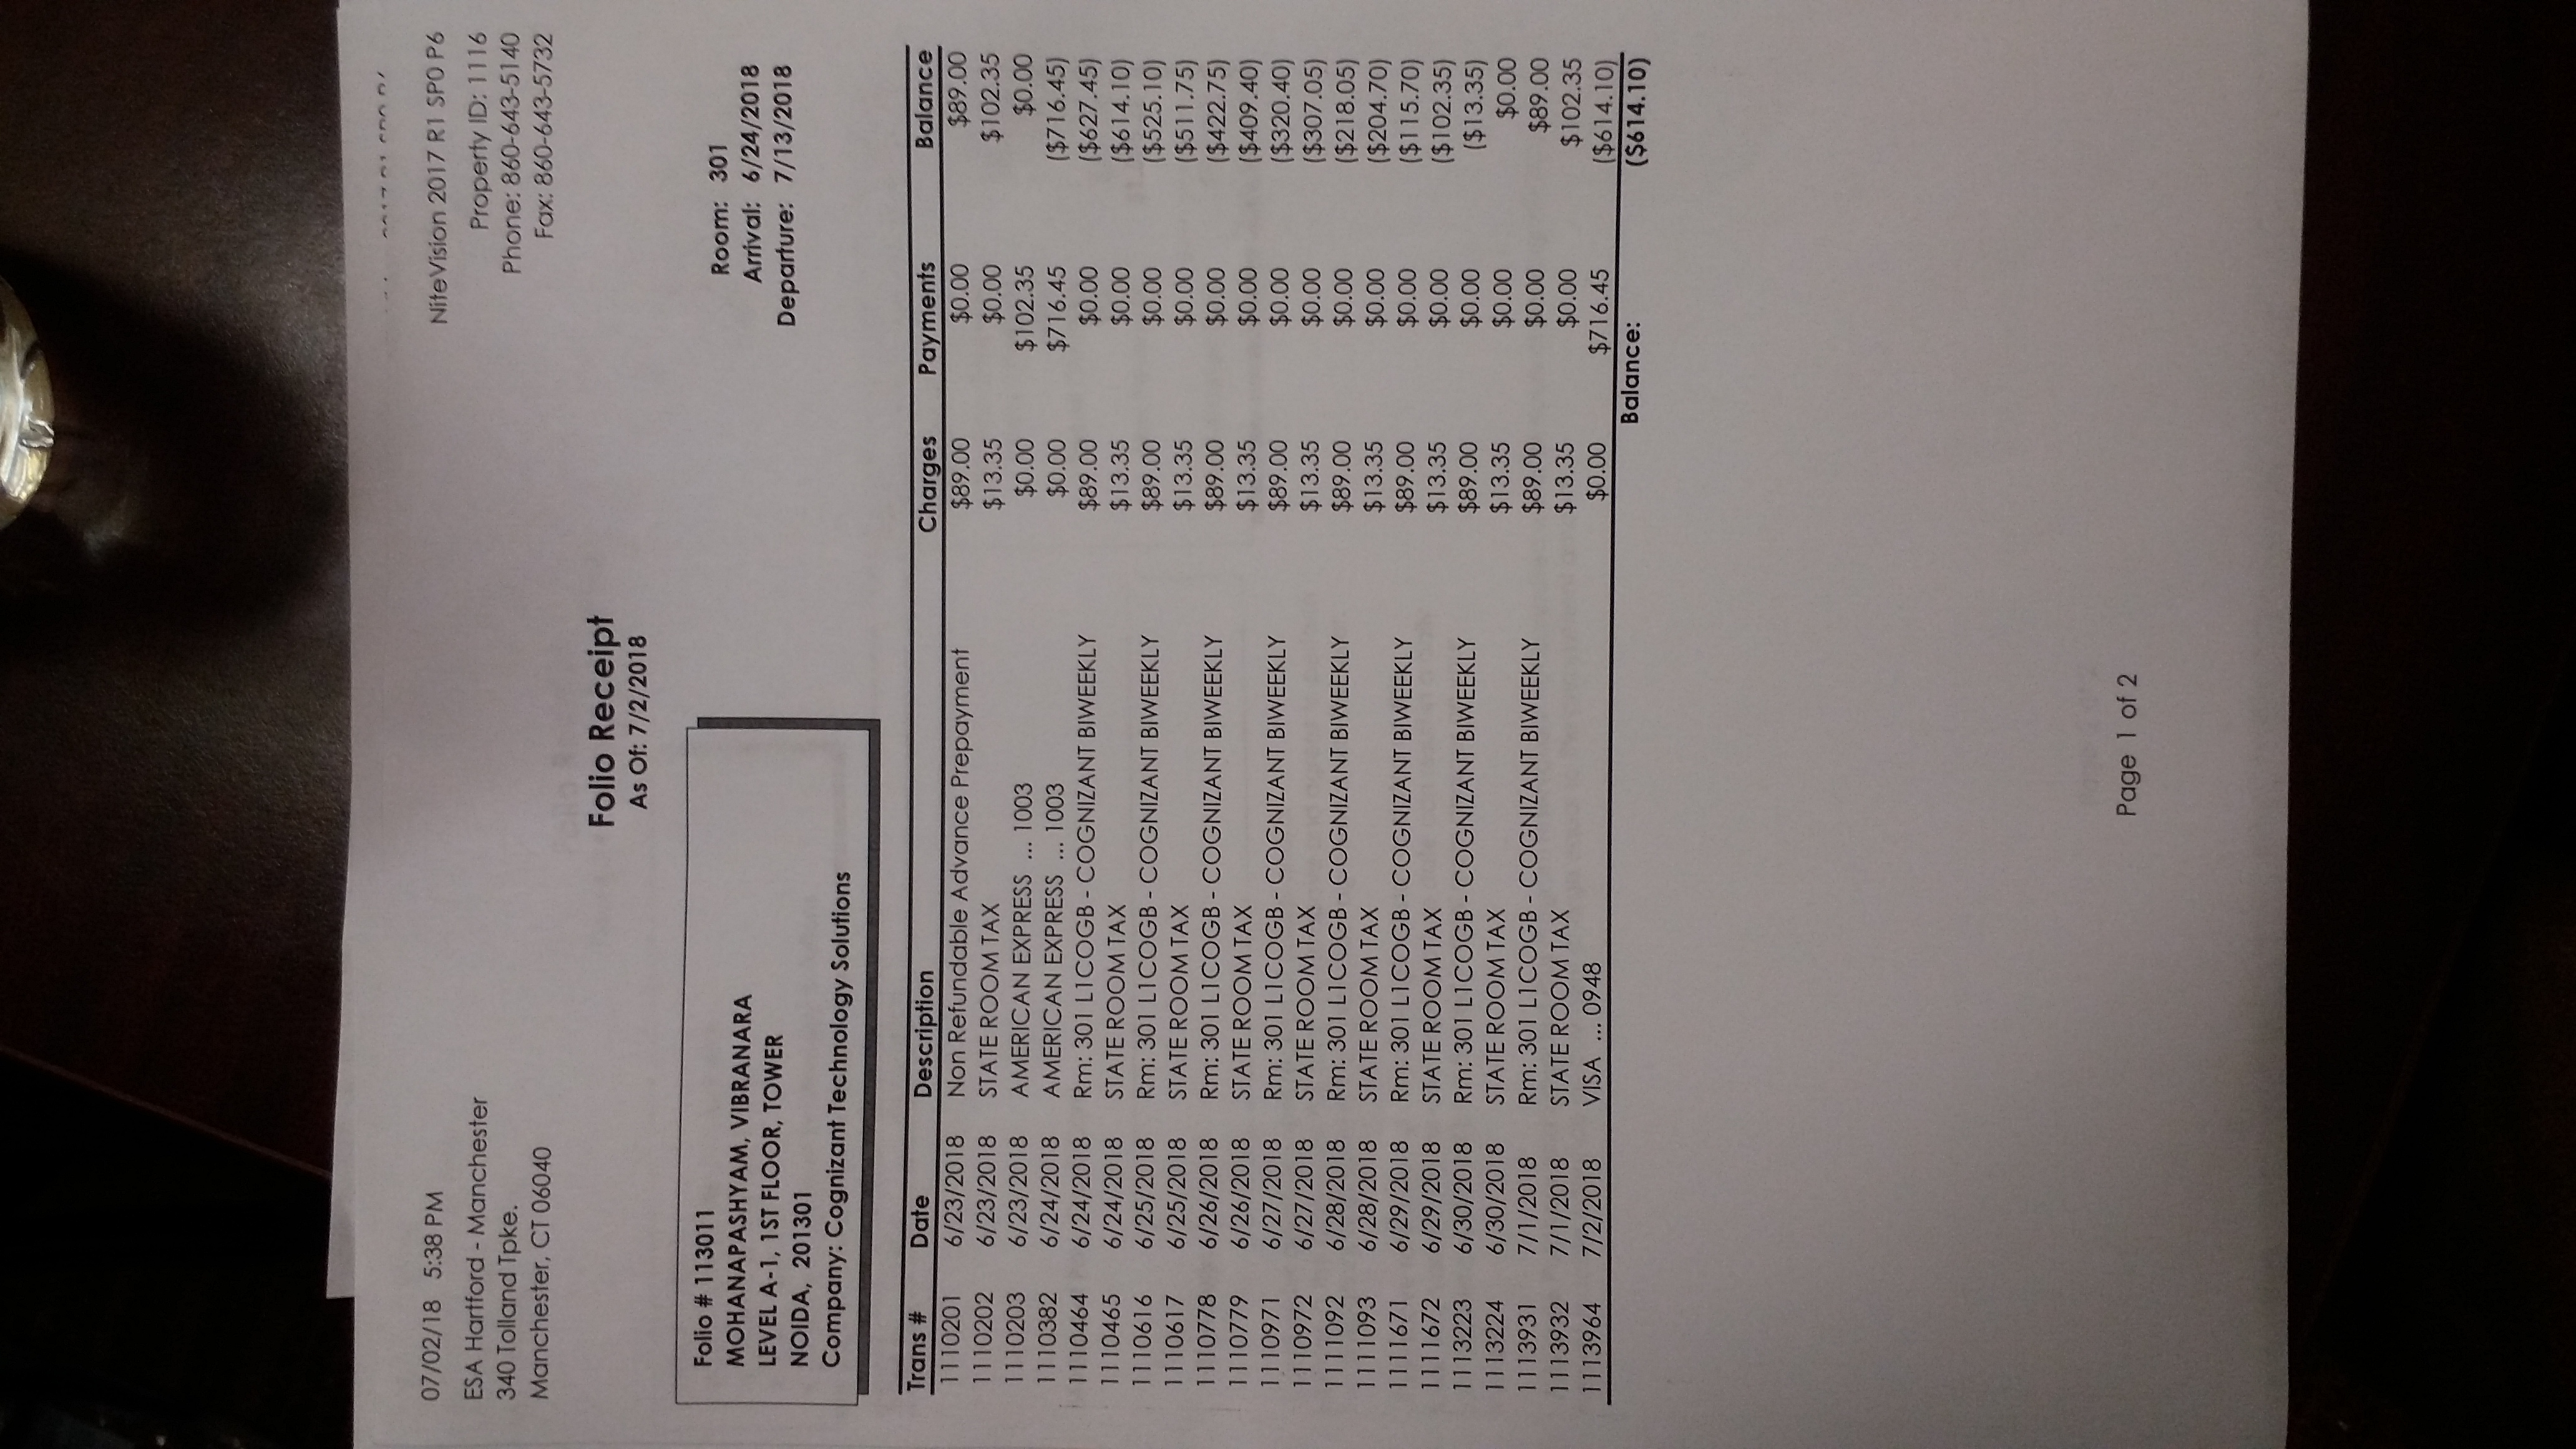 07/02/18 5:38 PM NiteVision 2017 R1 SP0 P6
ESA Hartford - Manchester Property ID: 1116
340 Tolland Tpke. Phone: 860-643-5140
Manchester, CT 06040 Fax: 860-643-5732
Folio Receipt
As Of: 7/2/2018
Folio # 113011 Room: 301
MOHANAPASHYAM, VIBRANARA Arrival: 6/24/2018
LEVEL A-1, 1ST FLOOR, TOWER Departure: 7/13/2018
NOIDA, 201301
Company: Cognizant Technology Solutions
Trans # Date Description Charges Payments Balance
1110201 6/23/2018 Non Refundable Advance Prepayment $89.00 $0.00 $89.00
1110202 6/23/2018 STATE ROOM TAX $13.35 $0.00 $102.35
1110203 6/23/2018 AMERICAN EXPRESS ... 1003 $0.00 $102.35 $0.00
1110382 6/24/2018 AMERICAN EXPRESS ... 1003 $0.00 $716.45 ($716.45)
1110464 6/24/2018 Rm: 301 L1COGB - COGNIZANT BIWEEKLY $89.00 $0.00 ($627.45)
1110465 6/24/2018 STATE ROOM TAX $13.35 $0.00 ($614.10)
1110616 6/25/2018 Rm: 301 L1COGB - COGNIZANT BIWEEKLY $89.00 $0.00 ($525.10)
1110617 6/25/2018 STATE ROOM TAX $13.35 $0.00 ($511.75)
1110778 6/26/2018 Rm: 301 L1COGB - COGNIZANT BIWEEKLY $89.00 $0.00 ($422.75)
1110779 6/26/2018 STATE ROOM TAX $13.35 $0.00 ($409.40)
1110971 6/27/2018 Rm: 301 L1COGB - COGNIZANT BIWEEKLY $89.00 $0.00 ($320.40)
1110972 6/27/2018 STATE ROOM TAX $13.35 $0.00 ($307.05)
1111092 6/28/2018 Rm: 301 L1COGB - COGNIZANT BIWEEKLY $89.00 $0.00 ($218.05)
1111093 6/28/2018 STATE ROOM TAX $13.35 $0.00 ($204.70)
1111671 6/29/2018 Rm: 301 L1COGB - COGNIZANT BIWEEKLY $89.00 $0.00 ($115.70)
1111672 6/29/2018 STATE ROOM TAX $13.35 $0.00 ($102.35)
1113223 6/30/2018 Rm: 301 L1COGB - COGNIZANT BIWEEKLY $89.00 $0.00 ($13.35)
1113224 6/30/2018 STATE ROOM TAX $13.35 $0.00 $0.00
1113931 7/1/2018 Rm: 301 L1COGB - COGNIZANT BIWEEKLY $89.00 $0.00 $89.00
1113932 7/1/2018 STATE ROOM TAX $13.35 $0.00 $102.35
1113964 7/2/2018 VISA ... 0948 $0.00 $716.45 ($614.10)
Balance: ($614.10)
Page 1 of 2